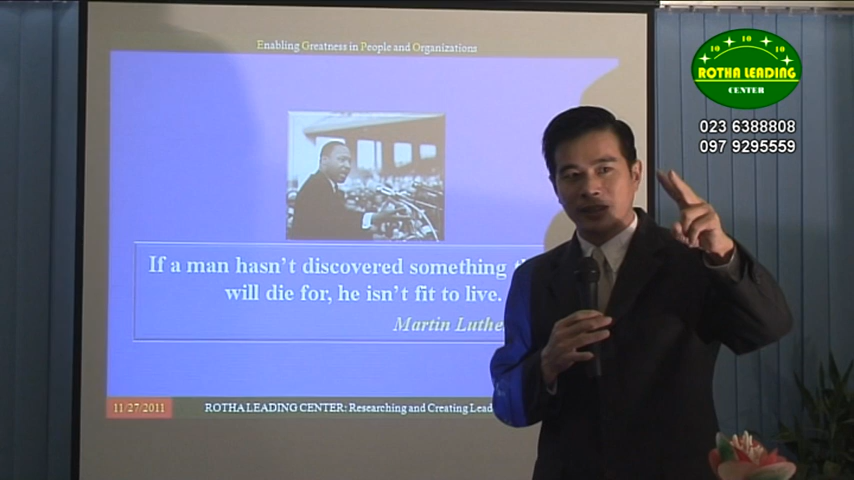 Enabling Greatness in People and Organizations
10 10 10
ROTHA LEADING
CENTER
023 6388808
097 9295559
If a man hasn't discovered something
will die for, he isn't fit to live.
Martin
11/27/2011
ROTHA LEADING CENTER: Researching and Creating